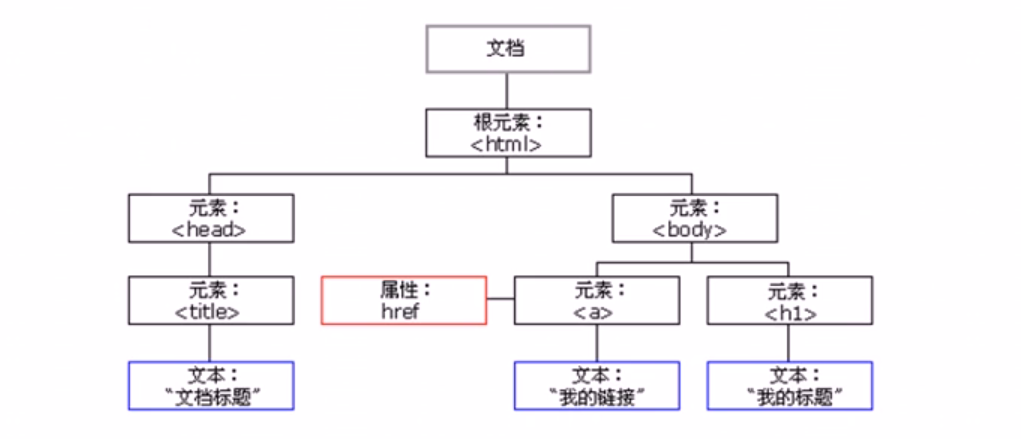 文档
根元素：
<html>
元素：
<head>
元素：
<body>
元素：
<title>
属性：
href
元素：
<a>
元素：
<h1>
文本：
“文档标题”
文本：
“我的链接”
文本：
“我的标题”